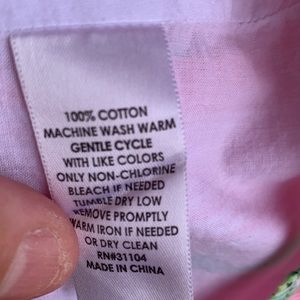 100% COTTON
MACHINE WASH WARM
GENTLE CYCLE
WITH LIKE COLORS
ONLY NON-CHLORINE
BLEACH IF NEEDED
TUMBLE DRY LOW
REMOVE PROMPTLY
WARM IRON IF NEEDED
OR DRY CLEAN
RN#31104
MADE IN CHINA